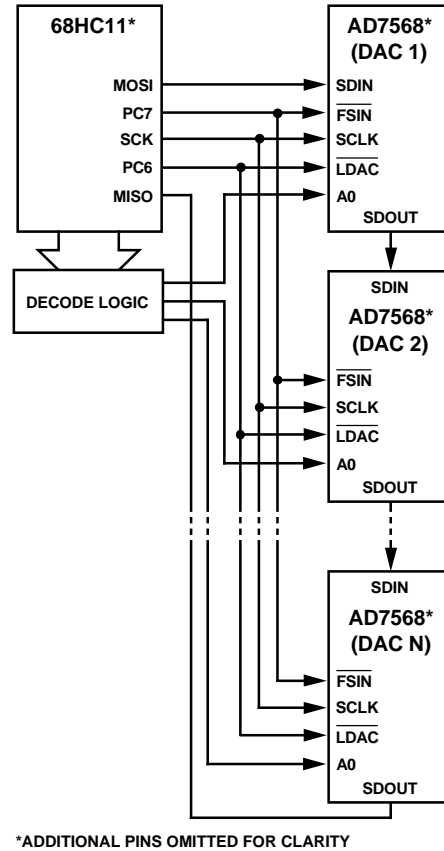 68HC11*
MOSI
PC7
SCK
PC6
MISO
DECODE LOGIC
AD7568*
(DAC 1)
SDIN
FSIN
SCLK
LDAC
A0
SDOUT
SDIN
AD7568*
(DAC 2)
FSIN
SCLK
LDAC
A0
SDOUT
SDIN
AD7568*
(DAC N)
FSIN
SCLK
LDAC
A0
SDOUT
*ADDITIONAL PINS OMITTED FOR CLARITY